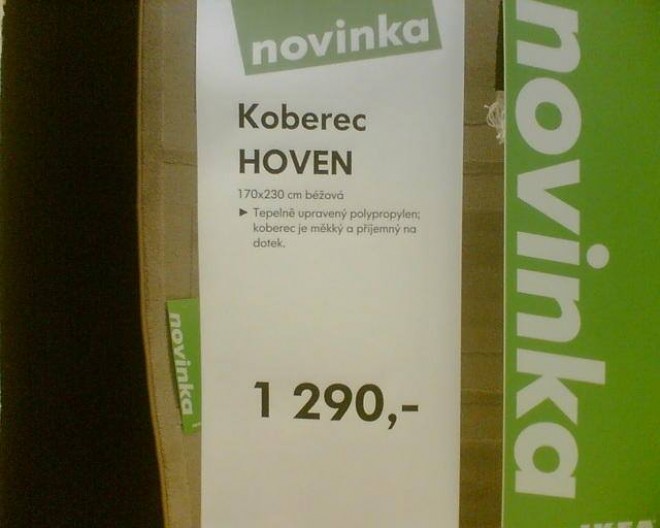 novinka
Koberec
HOVEN
170x230 cm béžová
► Tepelně upravený polypropylen;
koberec je měkký a příjemný na
dotek.
1 290,-
novinka
novinka
IKEA